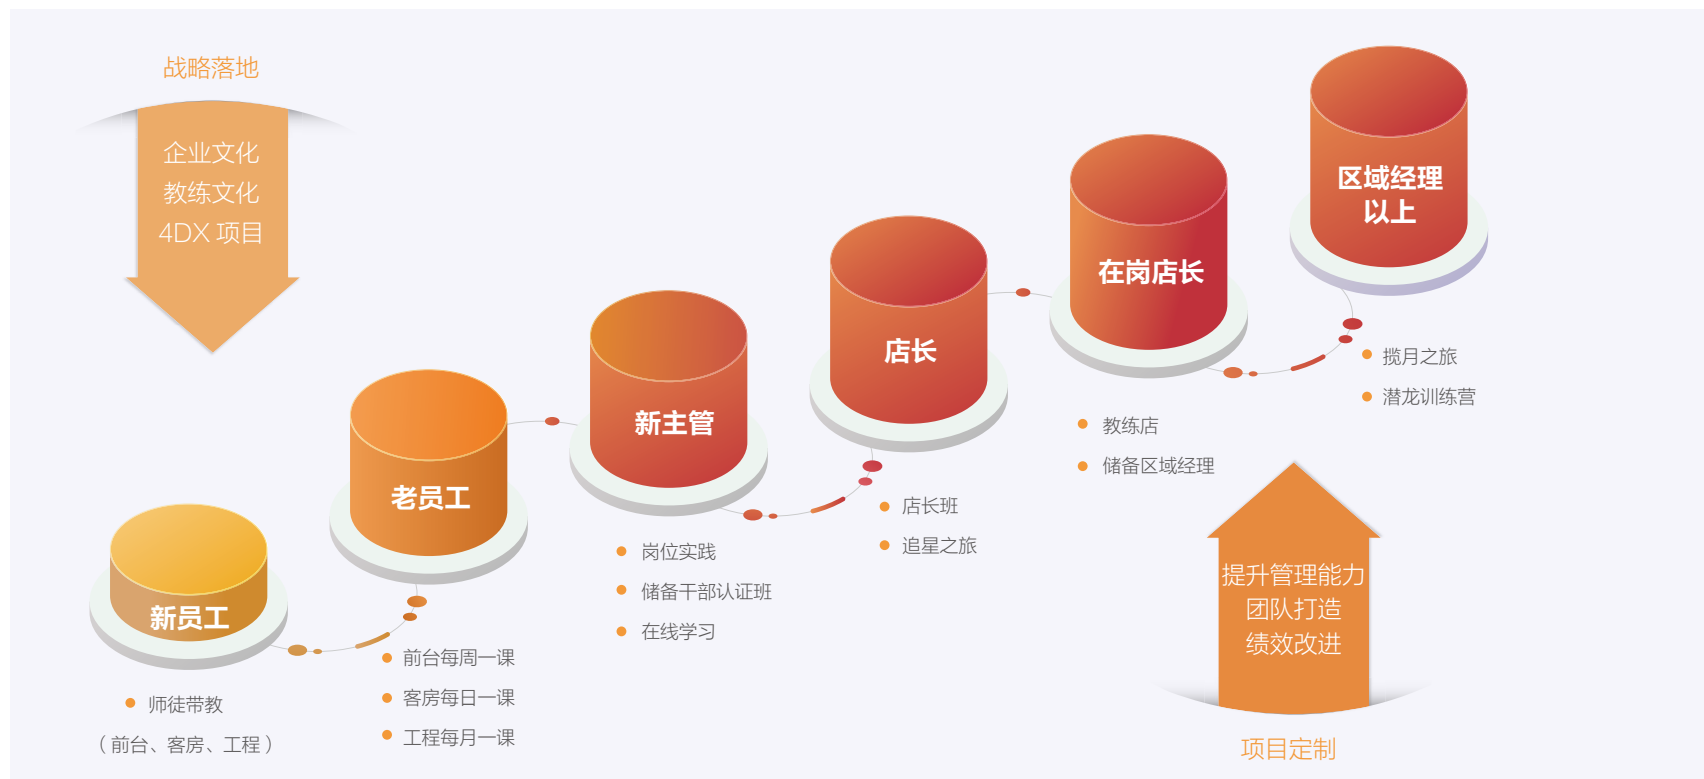 战略落地
企业文化
教练文化
4DX 项目
新员工
师徒带教
（前台、客房、工程）
老员工
前台每周一课
客房每日一课
工程每月一课
新主管
岗位实践
储备干部认证班
在线学习
店长
店长班
追星之旅
在岗店长
教练店
储备区域经理
区域经理
以上
揽月之旅
潜龙训练营
提升管理能力
团队打造
绩效改进
项目定制